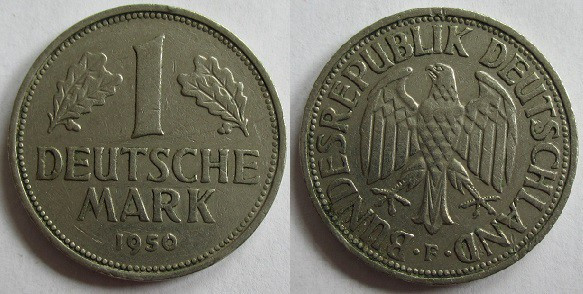 1
DEUTSCHE
MARK
1950
BUNDESREPUBLIK DEUTSCHLAND
· F ·